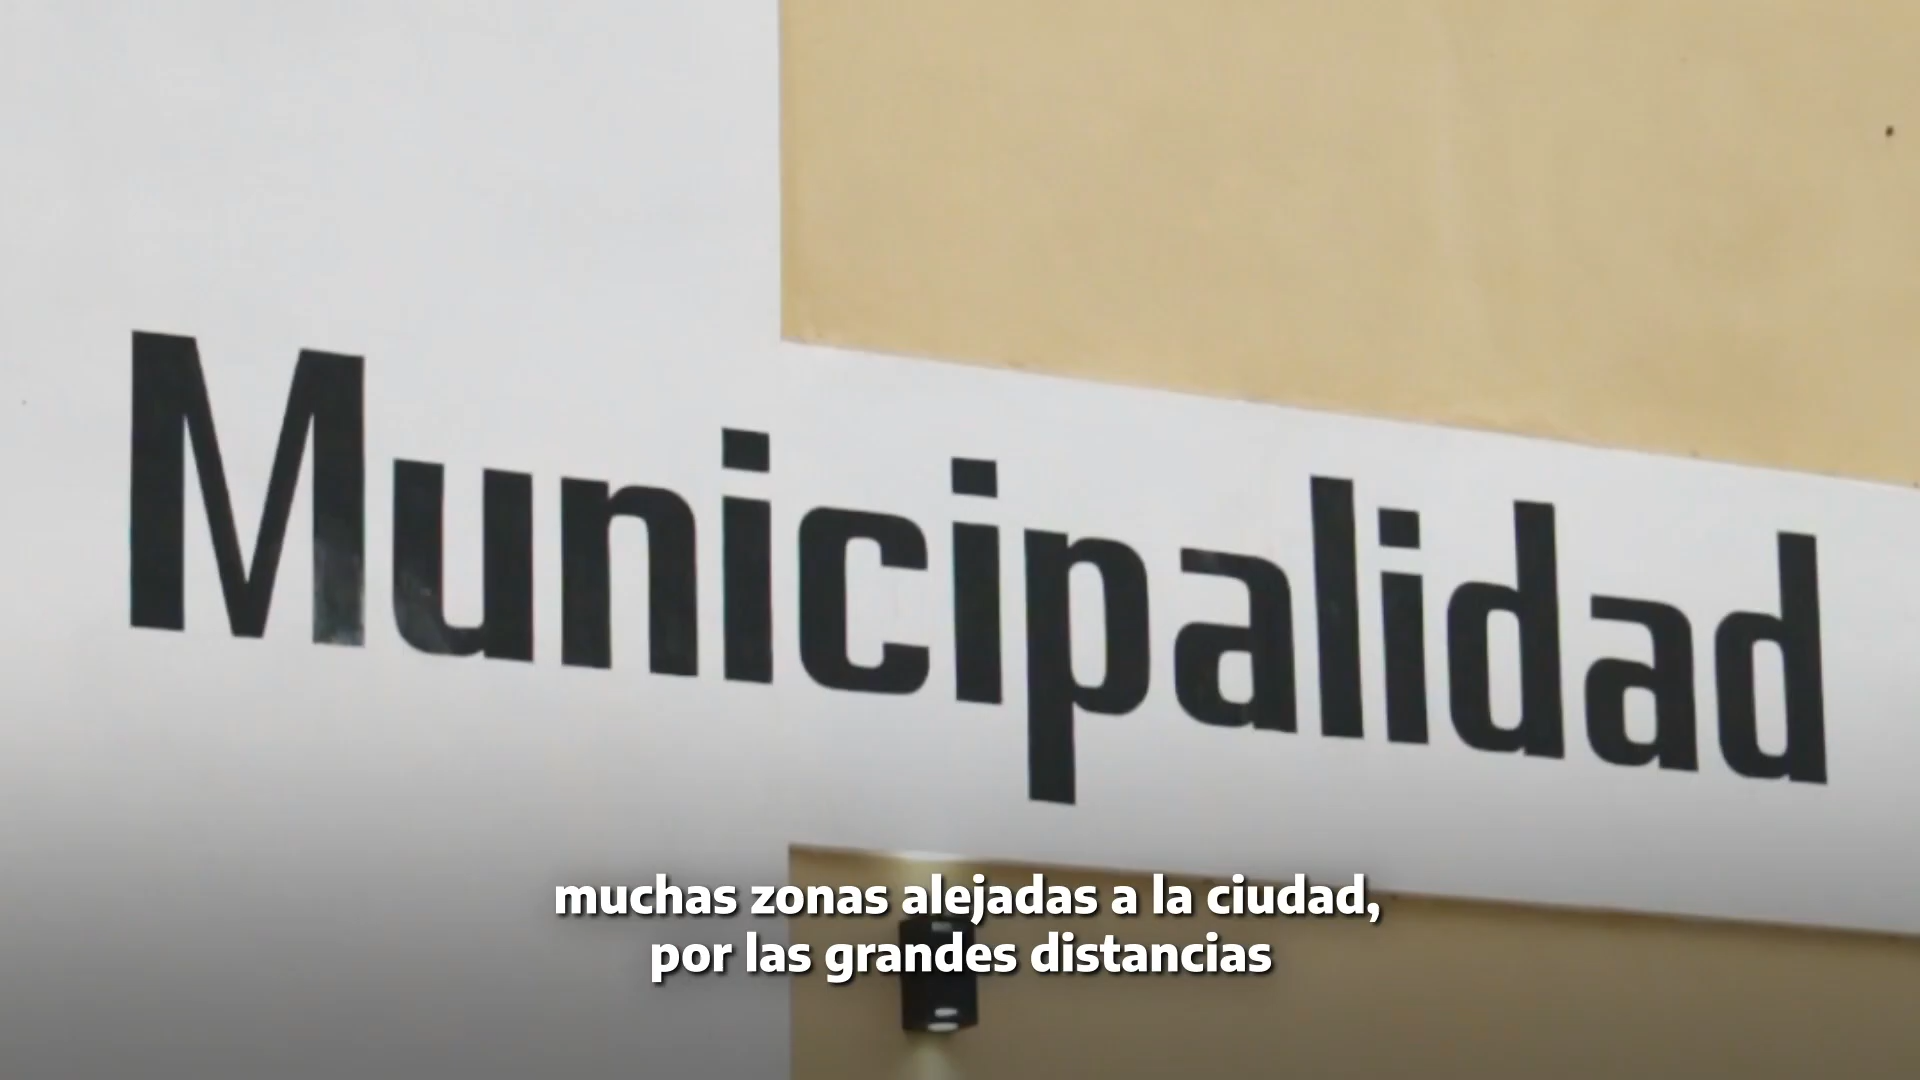 Municipalidad
muchas zonas alejadas a la ciudad,
por las grandes distancias